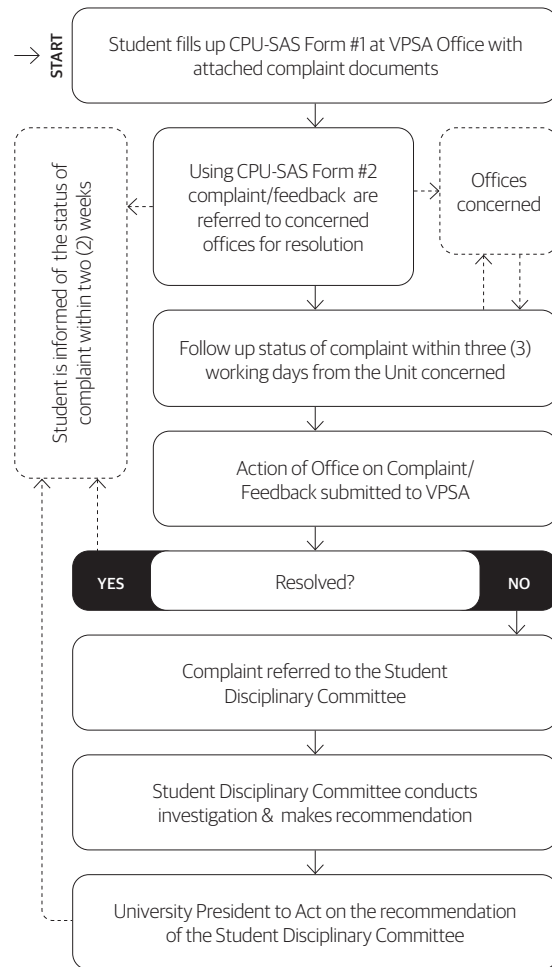 START
Student fills up CPU-SAS Form #1 at VPSA Office with
attached complaint documents
Using CPU-SAS Form #2
complaint/feedback are
referred to concerned
offices for resolution
Offices
concerned
Student is informed of the status of
complaint within two (2) weeks
Follow up status of complaint within three (3)
working days from the Unit concerned
Action of Office on Complaint/
Feedback submitted to VPSA
YES
Resolved?
NO
Complaint referred to the Student
Disciplinary Committee
Student Disciplinary Committee conducts
investigation & makes recommendation
University President to Act on the recommendation
of the Student Disciplinary Committee